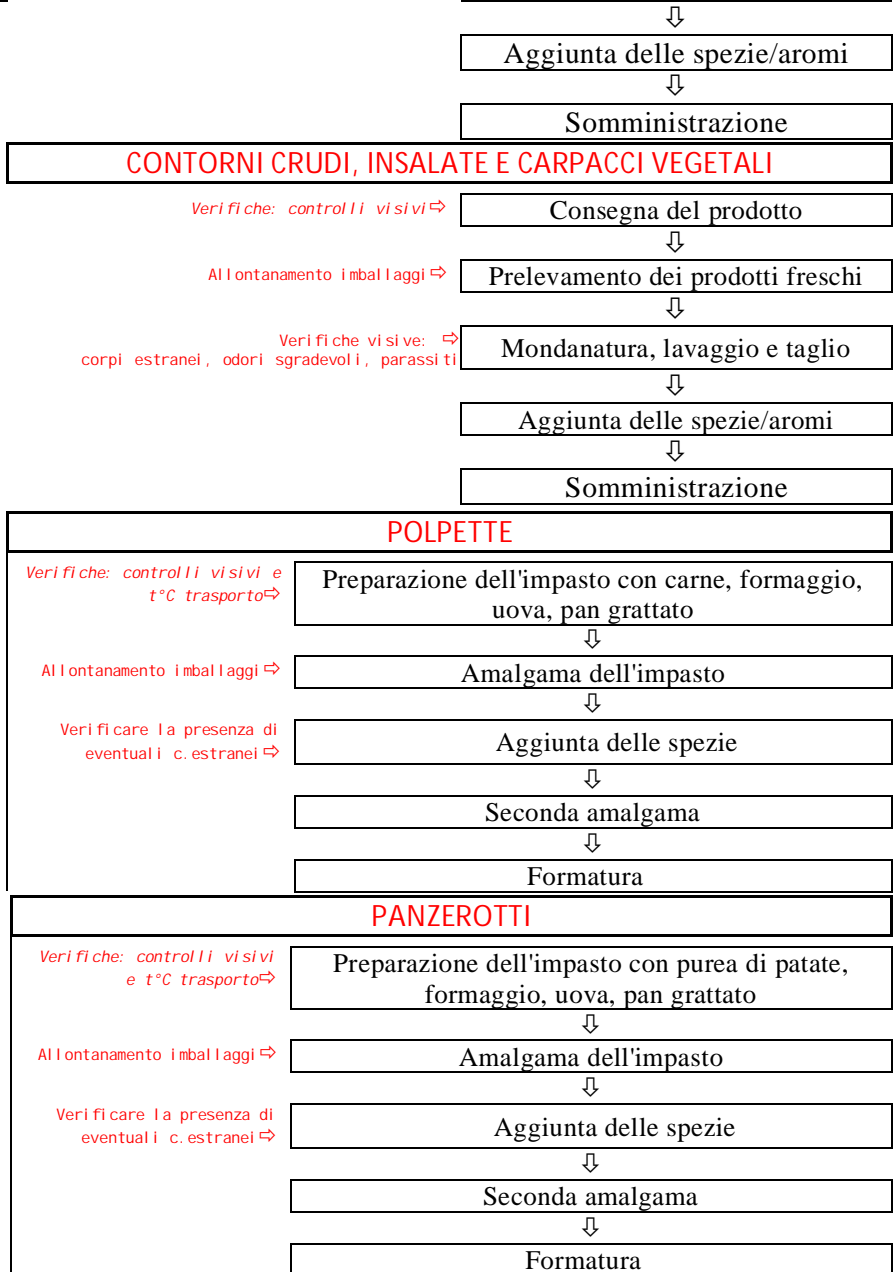 ⇩
Aggiunta delle spezie/aromi
⇩
Somministrazione
CONTORNI CRUDI, INSALATE E CARPACCI VEGETALI
Verifiche: controlli visivi⇨ Consegna del prodotto
⇩
Allontanamento imballaggi⇨ Prelevamento dei prodotti freschi
⇩
Verifiche visive: ⇨
corpi estranei, odori sgradevoli, parassiti
Mondanatura, lavaggio e taglio
⇩
Aggiunta delle spezie/aromi
⇩
Somministrazione
POLPETTE
Verifiche: controlli visivi e
t°C trasporto⇨
Preparazione dell'impasto con carne, formaggio,
uova, pan grattato
⇩
Allontanamento imballaggi⇨ Amalgama dell'impasto
⇩
Verificare la presenza di
eventuali c.estranei⇨
Aggiunta delle spezie
⇩
Seconda amalgama
⇩
Formatura
PANZEROTTI
Verifiche: controlli visivi
e t°C trasporto⇨
Preparazione dell'impasto con purea di patate,
formaggio, uova, pan grattato
⇩
Allontanamento imballaggi⇨ Amalgama dell'impasto
⇩
Verificare la presenza di
eventuali c.estranei⇨
Aggiunta delle spezie
⇩
Seconda amalgama
⇩
Formatura